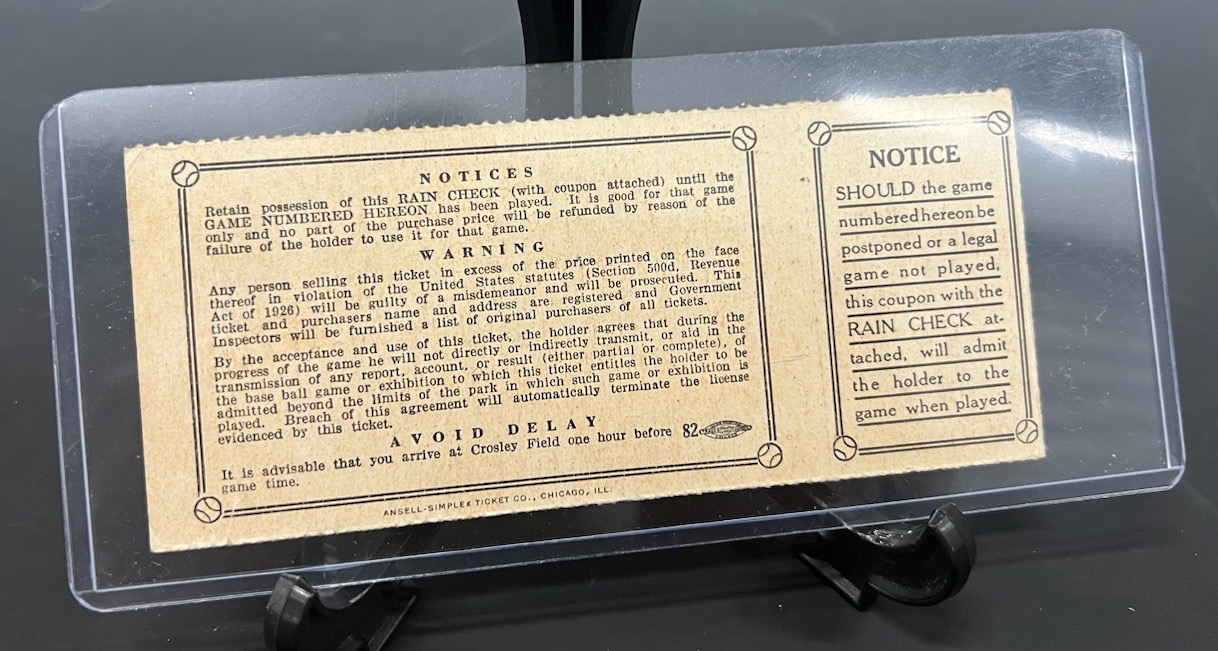 NOTICES
Retain possession of this RAIN CHECK (with coupon attached) until the
GAME NUMBERED HEREON has been played. It is good for that game
only and no part of the purchase price will be refunded by reason of the
failure of the holder to use it for that game.
WARNING
Any person selling this ticket in excess of the price printed on the face
thereof in violation of the United States statutes (Section 500d, Revenue
Act of 1926) will be guilty of a misdemeanor and will be prosecuted. This
ticket and purchasers name and address are registered and Government
Inspectors will be furnished a list of original purchasers of all tickets.
By the acceptance and use of this ticket, the holder agrees that during the
progress of the game he will not directly or indirectly transmit, or aid in the
transmission of any report, account, or result (either partial or complete), of
the base ball game or exhibition to which this ticket entitles the holder to be
admitted beyond the limits of the park in which such game or exhibition is
played. Breach of this agreement will automatically terminate the license
evidenced by this ticket.
AVOID DELAY
It is advisable that you arrive at Crosley Field one hour before 82
game time.
ANSELL-SIMPLEX TICKET CO., CHICAGO, ILL.
NOTICE
SHOULD the game
numbered hereon be
postponed or a legal
game not played,
this coupon with the
RAIN CHECK at-
tached, will admit
the holder to the
game when played.